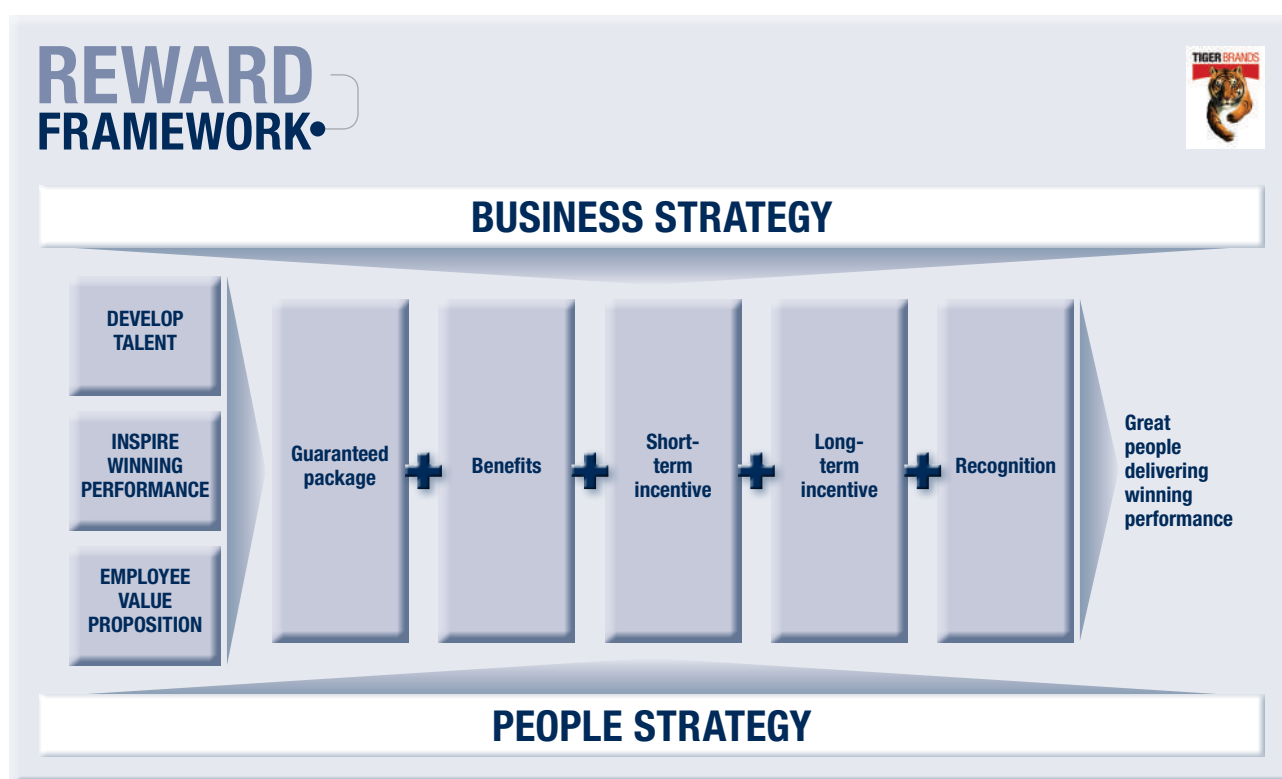 REWARD
FRAMEWORK
TIGER BRANDS
BUSINESS STRATEGY
DEVELOP
TALENT
INSPIRE
WINNING
PERFORMANCE
EMPLOYEE
VALUE
PROPOSITION
Guaranteed
package
Benefits
Short-
term
incentive
Long-
term
incentive
Recognition
Great
people
delivering
winning
performance
PEOPLE STRATEGY